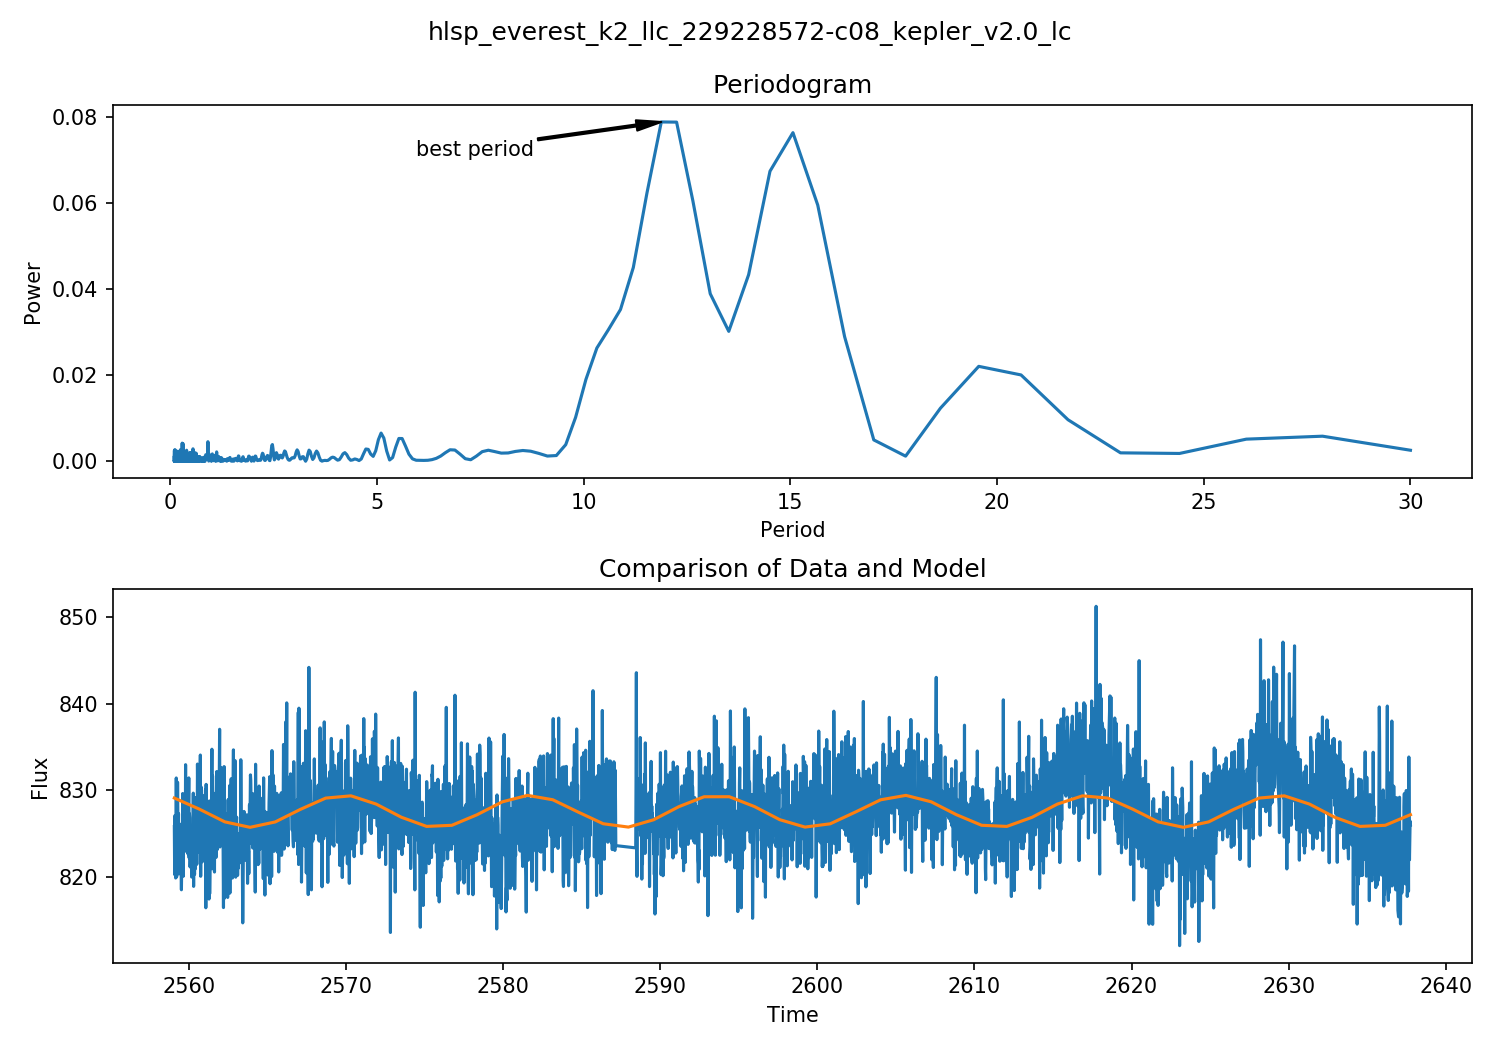 hlsp_everest_k2_llc_229228572-c08_kepler_v2.0_lc
Periodogram
0.08
0.06
0.04
0.02
0.00
Power
best period
0 5 10 15 20 25 30
Period
Comparison of Data and Model
850
840
830
820
Flux
2560 2570 2580 2590 2600 2610 2620 2630 2640
Time